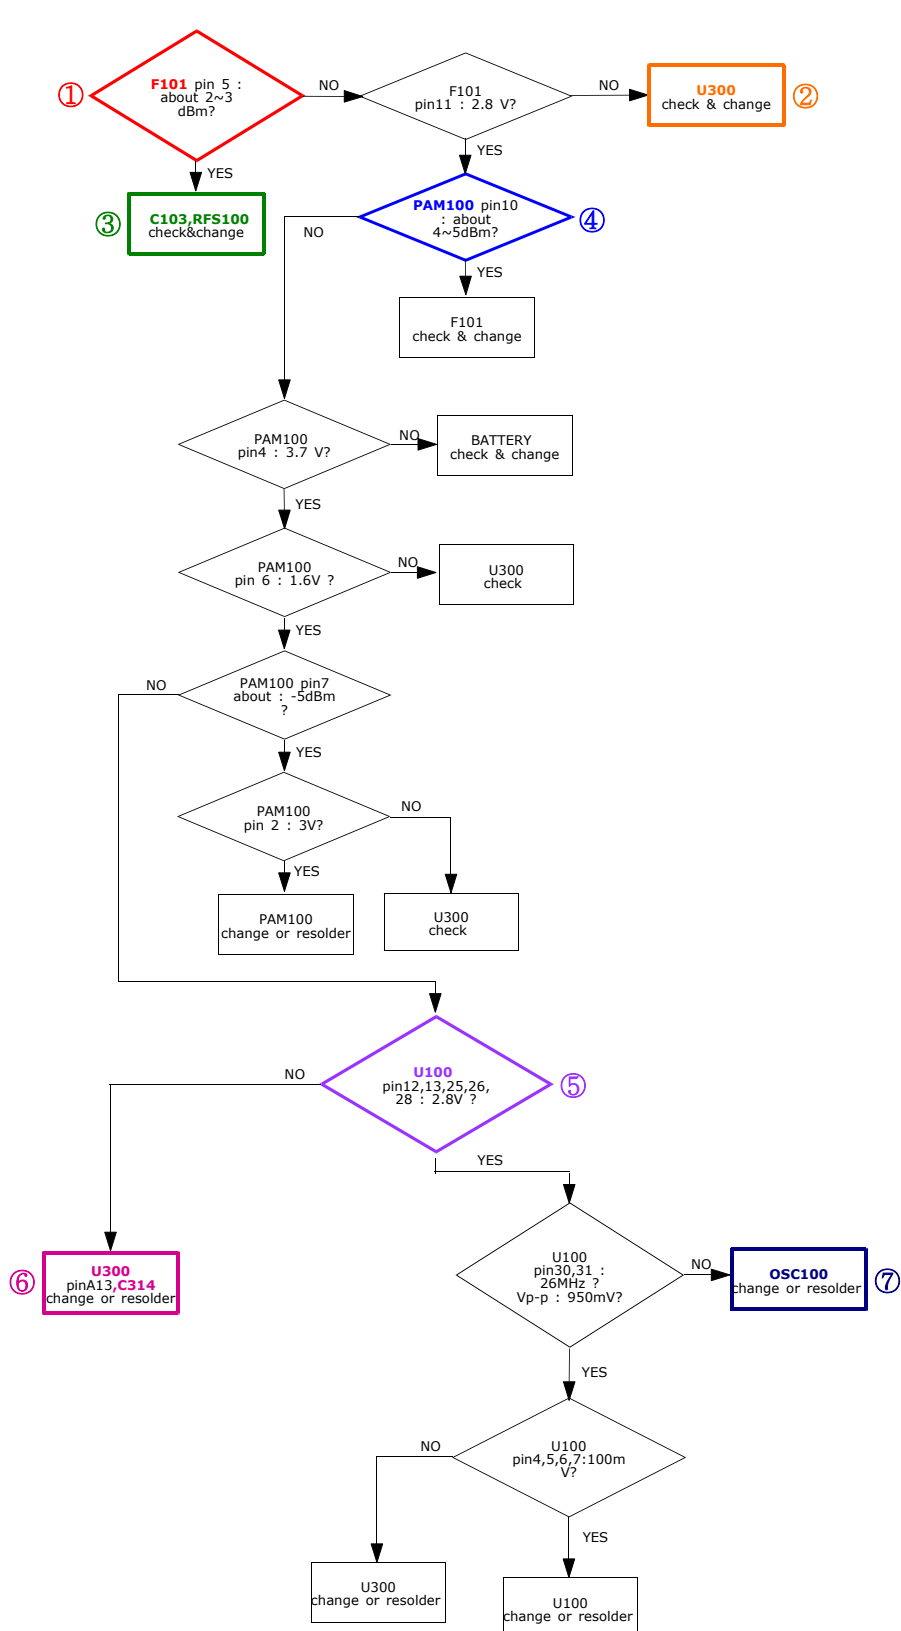 ①
F101 pin 5 :
about 2~3
dBm?
NO
F101
pin11 : 2.8 V?
NO
U300
check & change
②
YES
YES
③
C103,RFS100
check&change
PAM100 pin10
: about
4~5dBm?
④
NO
YES
F101
check & change
PAM100
pin4 : 3.7 V?
NO
BATTERY
check & change
YES
PAM100
pin 6 : 1.6V ?
NO
U300
check
YES
PAM100 pin7
about : -5dBm
?
NO
YES
PAM100
pin 2 : 3V?
NO
YES
PAM100
change or resolder
U300
check
U100
pin12,13,25,26,
28 : 2.8V ?
⑤
NO
YES
⑥
U300
pinA13,C314
change or resolder
U100
pin30,31 :
26MHz ?
Vp-p : 950mV?
NO
OSC100
change or resolder
⑦
YES
U100
pin4,5,6,7:100m
V?
NO
YES
U300
change or resolder
U100
change or resolder